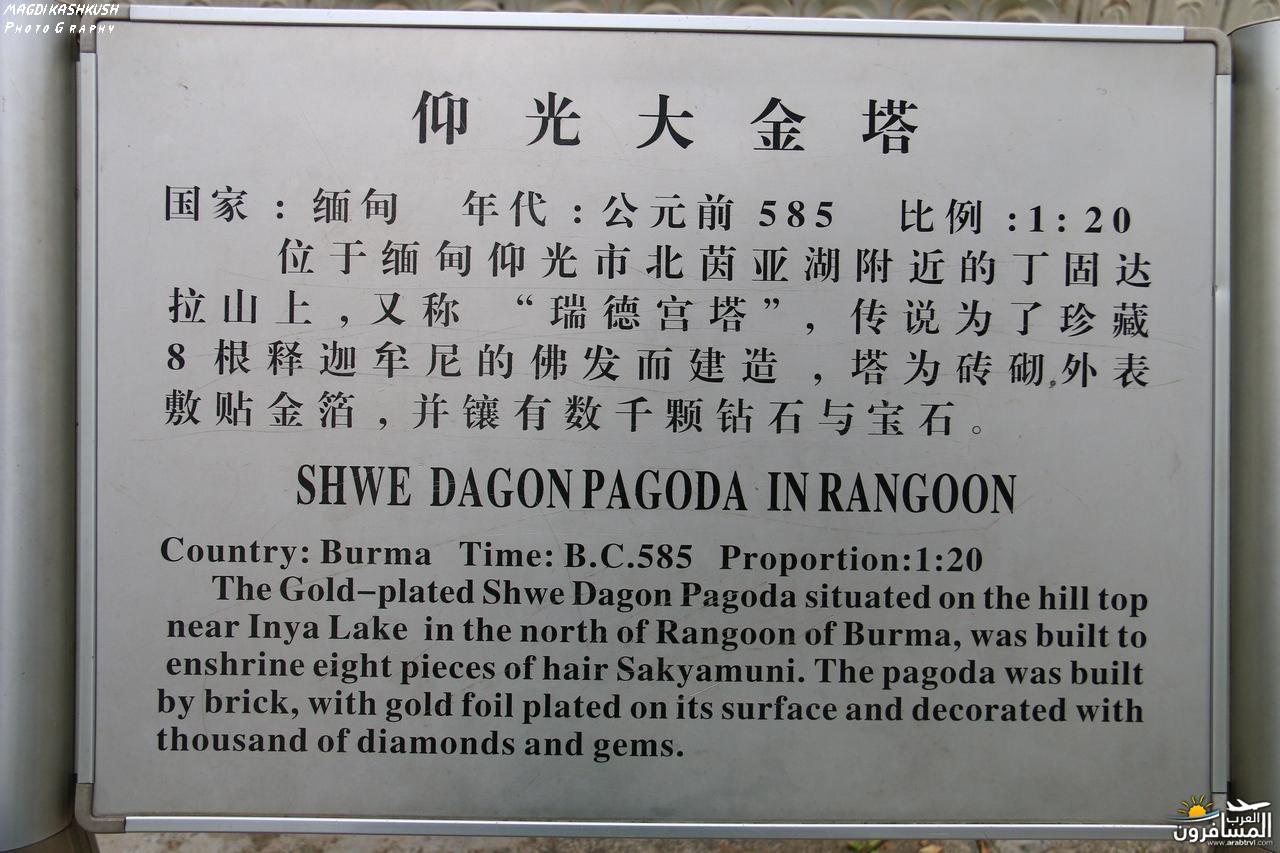 MAGDI KASHKUSH
PHOTOGRAPHY
仰光大金塔
国家：缅甸 年代：公元前585 比例：1：20
位于缅甸仰光市北茵亚湖附近的丁固达
拉山上，又称“瑞德宫塔”，传说为了珍藏
8根释迦牟尼的佛发而建造，塔为砖砌,外表
敷贴金箔，并镶有数千颗钻石与宝石。
SHWE DAGON PAGODA IN RANGOON
Country: Burma Time: B.C.585 Proportion:1:20
The Gold-plated Shwe Dagon Pagoda situated on the hill top
near Inya Lake in the north of Rangoon of Burma, was built to
enshrine eight pieces of hair Sakyamuni. The pagoda was built
by brick, with gold foil plated on its surface and decorated with
thousand of diamonds and gems.
العرب
المسافرون
www.arabtrvl.com